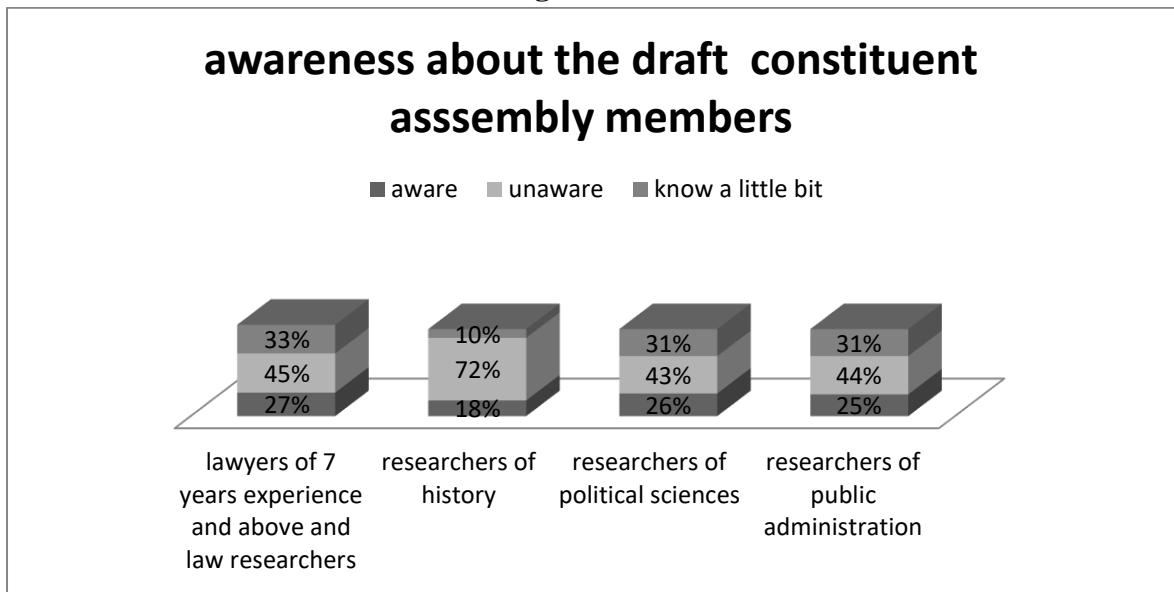 awareness about the draft constituent
asssembly members
aware unaware know a little bit
33% 10% 31% 31%
45% 72% 43% 44%
27% 18% 26% 25%
lawyers of 7
years experience
and above and
law researchers
researchers of
history
researchers of
political sciences
researchers of
public
administration